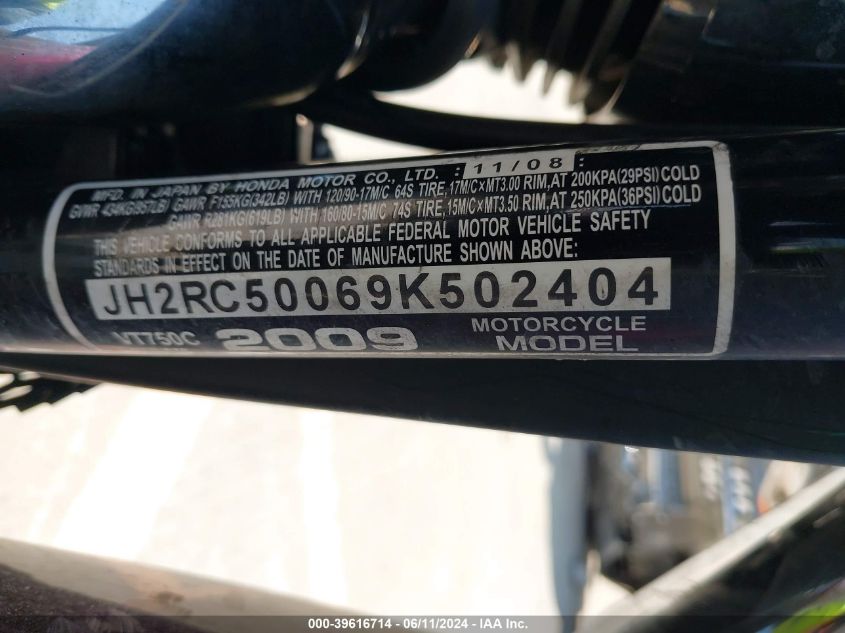 MFD. IN JAPAN BY HONDA MOTOR CO., LTD. : 11/08 :
GVWR 434KG(957LB) GAWR F155KG(342LB) WITH 120/90-17M/C 64S TIRE, 17M/C×MT3.00 RIM, AT 200KPA(29PSI)COLD
GAWR R281KG(619LB) WITH 160/80-15M/C 74S TIRE, 15M/C×MT3.50 RIM, AT 250KPA(36PSI)COLD
THIS VEHICLE CONFORMS TO ALL APPLICABLE FEDERAL MOTOR VEHICLE SAFETY
STANDARDS IN EFFECT ON THE DATE OF MANUFACTURE SHOWN ABOVE:
JH2RC50069K502404
VT750C 2009 MOTORCYCLE
MODEL
000-39616714 - 06/11/2024 - IAA Inc.